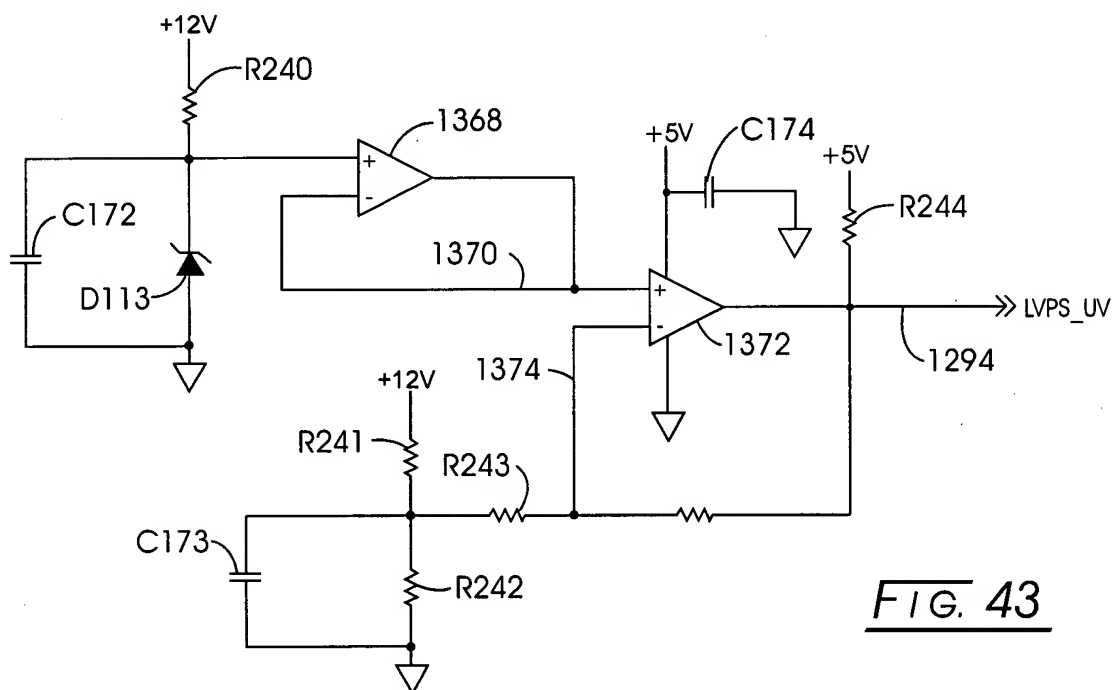 +12V
R240
1368
+
-
C172
D113
1370
+5V
C174
+5V
R244
+
-
1372
LVPS_UV
1294
1374
+12V
R241
R243
C173
R242
FIG. 43